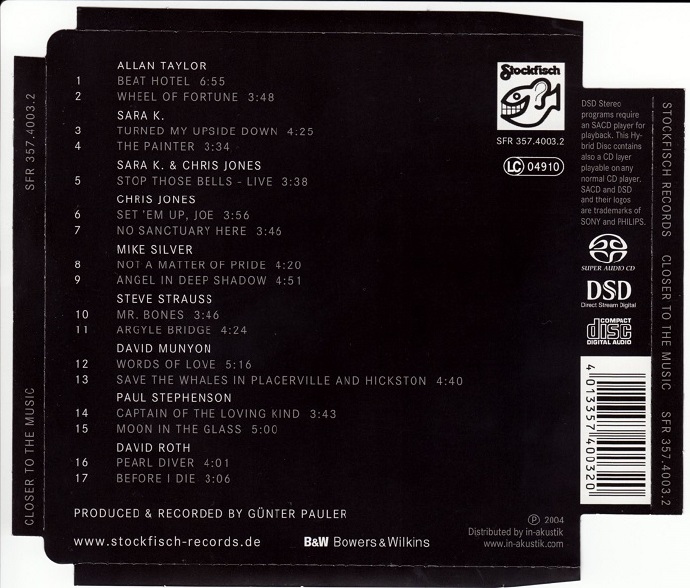 ALLAN TAYLOR
1 BEAT HOTEL 6:55
2 WHEEL OF FORTUNE 3:48
SARA K.
3 TURNED MY UPSIDE DOWN 4:25
4 THE PAINTER 3:34
SARA K. & CHRIS JONES
5 STOP THOSE BELLS - LIVE 3:38
CHRIS JONES
6 SET 'EM UP, JOE 3:56
7 NO SANCTUARY HERE 3:46
MIKE SILVER
8 NOT A MATTER OF PRIDE 4:20
9 ANGEL IN DEEP SHADOW 4:51
STEVE STRAUSS
10 MR. BONES 3:46
11 ARGYLE BRIDGE 4:24
DAVID MUNYON
12 WORDS OF LOVE 5:16
13 SAVE THE WHALES IN PLACERVILLE AND HICKSTON 4:40
PAUL STEPHENSON
14 CAPTAIN OF THE LOVING KIND 3:43
15 MOON IN THE GLASS 5:00
DAVID ROTH
16 PEARL DIVER 4:01
17 BEFORE I DIE 3:06
PRODUCED & RECORDED BY GÜNTER PAULER
www.stockfisch-records.de
B&W Bowers & Wilkins
℗ 2004
Distributed by in-akustik
www.in-akustik.com
Stockfisch
SFR 357.4003.2
LC 04910
DSD Stereo
programs require
an SACD player for
playback. This Hy-
brid Disc contains
also a CD layer
playable on any
normal CD player.
SACD and DSD
and their logos
are trademarks of
SONY and PHILIPS.
SUPER AUDIO CD
DSD
Direct Stream Digital
COMPACT
disc
DIGITAL AUDIO
4 013357 400320
STOCKFISCH RECORDS CLOSER TO THE MUSIC SFR 357.4003.2
CLOSER TO THE MUSIC SFR 357.4003.2